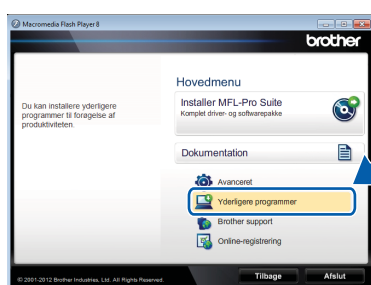 Macromedia Flash Player 8
brother
Hovedmenu
Du kan installere yderligere
programmer til forøgelse af
produktiviteten.
Installer MFL-Pro Suite
Komplet driver- og softwarepakke
Dokumentation
Avanceret
Yderligere programmer
Brother support
Online-registrering
© 2001-2012 Brother Industries, Ltd. All Rights Reserved.
Tilbage
Afslut